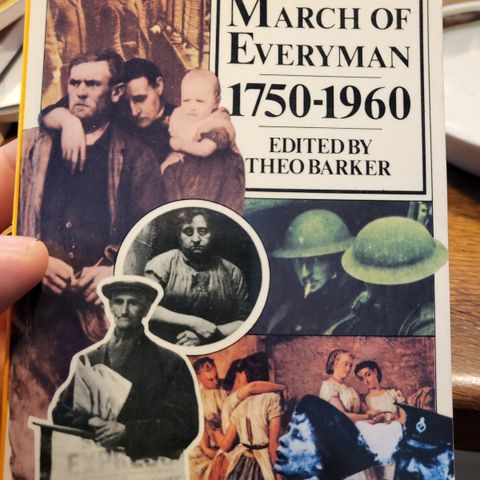 MARCH OF
EVERYMAN
1750-1960
EDITED BY
THEO BARKER